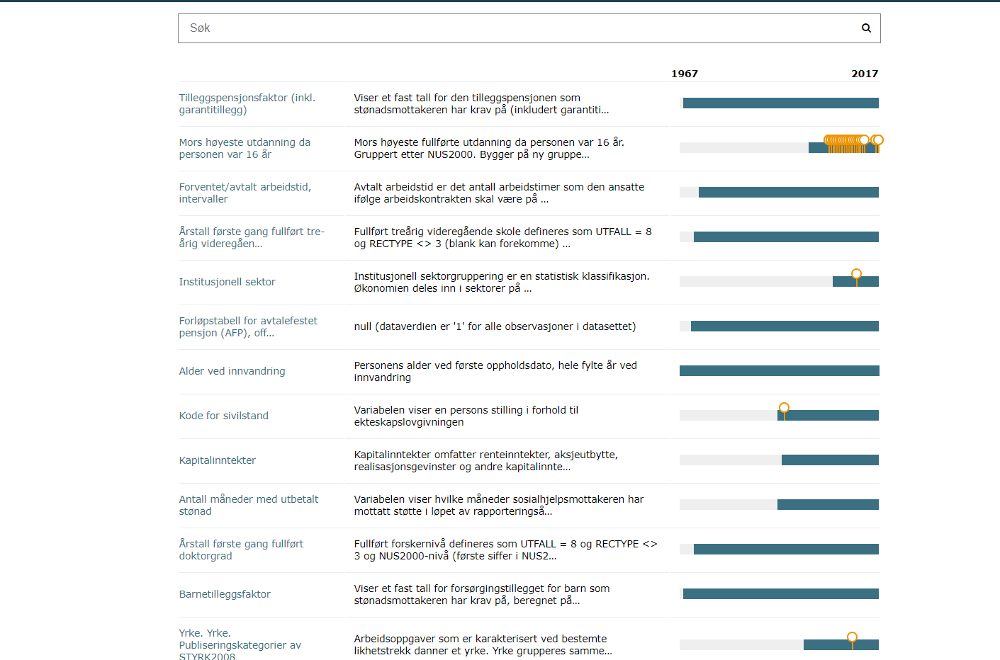 Søk
1967 2017
Tilleggspensjonsfaktor (inkl.
garantitillegg)
Viser et fast tall for den tilleggspensjonen som
stønadsmottakeren har krav på (inkludert garantiti...
Mors høyeste utdanning da
personen var 16 år
Mors høyeste fullførte utdanning da personen var 16 år.
Gruppert etter NUS2000. Bygger på ny gruppe...
Forventet/avtalt arbeidstid,
intervaller
Avtalt arbeidstid er det antall arbeidstimer som den ansatte
ifølge arbeidskontrakten skal være på ...
Årstall første gang fullført tre-
årig videregåen...
Fullført treårig videregående skole defineres som UTFALL = 8
og RECTYPE <> 3 (blank kan forekomme) ...
Institusjonell sektor
Institusjonell sektorgruppering er en statistisk klassifikasjon.
Økonomien deles inn i sektorer på ...
Forløpstabell for avtalefestet
pensjon (AFP), off...
null (dataverdien er '1' for alle observasjoner i datasettet)
Alder ved innvandring
Personens alder ved første oppholdsdato, hele fylte år ved
innvandring
Kode for sivilstand
Variabelen viser en persons stilling i forhold til
ekteskapslovgivningen
Kapitalinntekter
Kapitalinntekter omfatter renteinntekter, aksjeutbytte,
realisasjonsgevinster og andre kapitalinnte...
Antall måneder med utbetalt
stønad
Variabelen viser hvilke måneder sosialhjelpsmottakeren har
mottatt støtte i løpet av rapporteringså...
Årstall første gang fullført
doktorgrad
Fullført forskernivå defineres som UTFALL = 8 og RECTYPE <>
3 og NUS2000-nivå (første siffer i NUS2...
Barnetilleggsfaktor
Viser et fast tall for forsørgingstillegget for barn som
stønadsmottakeren har krav på, beregnet på...
Yrke. Yrke.
Publiseringskategorier av
STYRK2008
Arbeidsoppgaver som er karakterisert ved bestemte
likhetstrekk danner et yrke. Yrke grupperes samme...